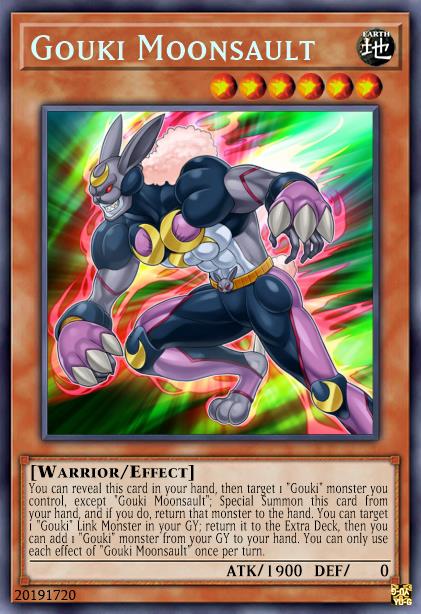 GOUKI MOONSAULT
EARTH
地
[WARRIOR/EFFECT]
You can reveal this card in your hand, then target 1 "Gouki" monster you
control, except "Gouki Moonsault"; Special Summon this card from
your hand, and if you do, return that monster to the hand. You can target
1 "Gouki" Link Monster in your GY; return it to the Extra Deck, then you
can add 1 "Gouki" monster from your GY to your hand. You can only use
each effect of "Gouki Moonsault" once per turn.
ATK/1900 DEF/ 0
20191720